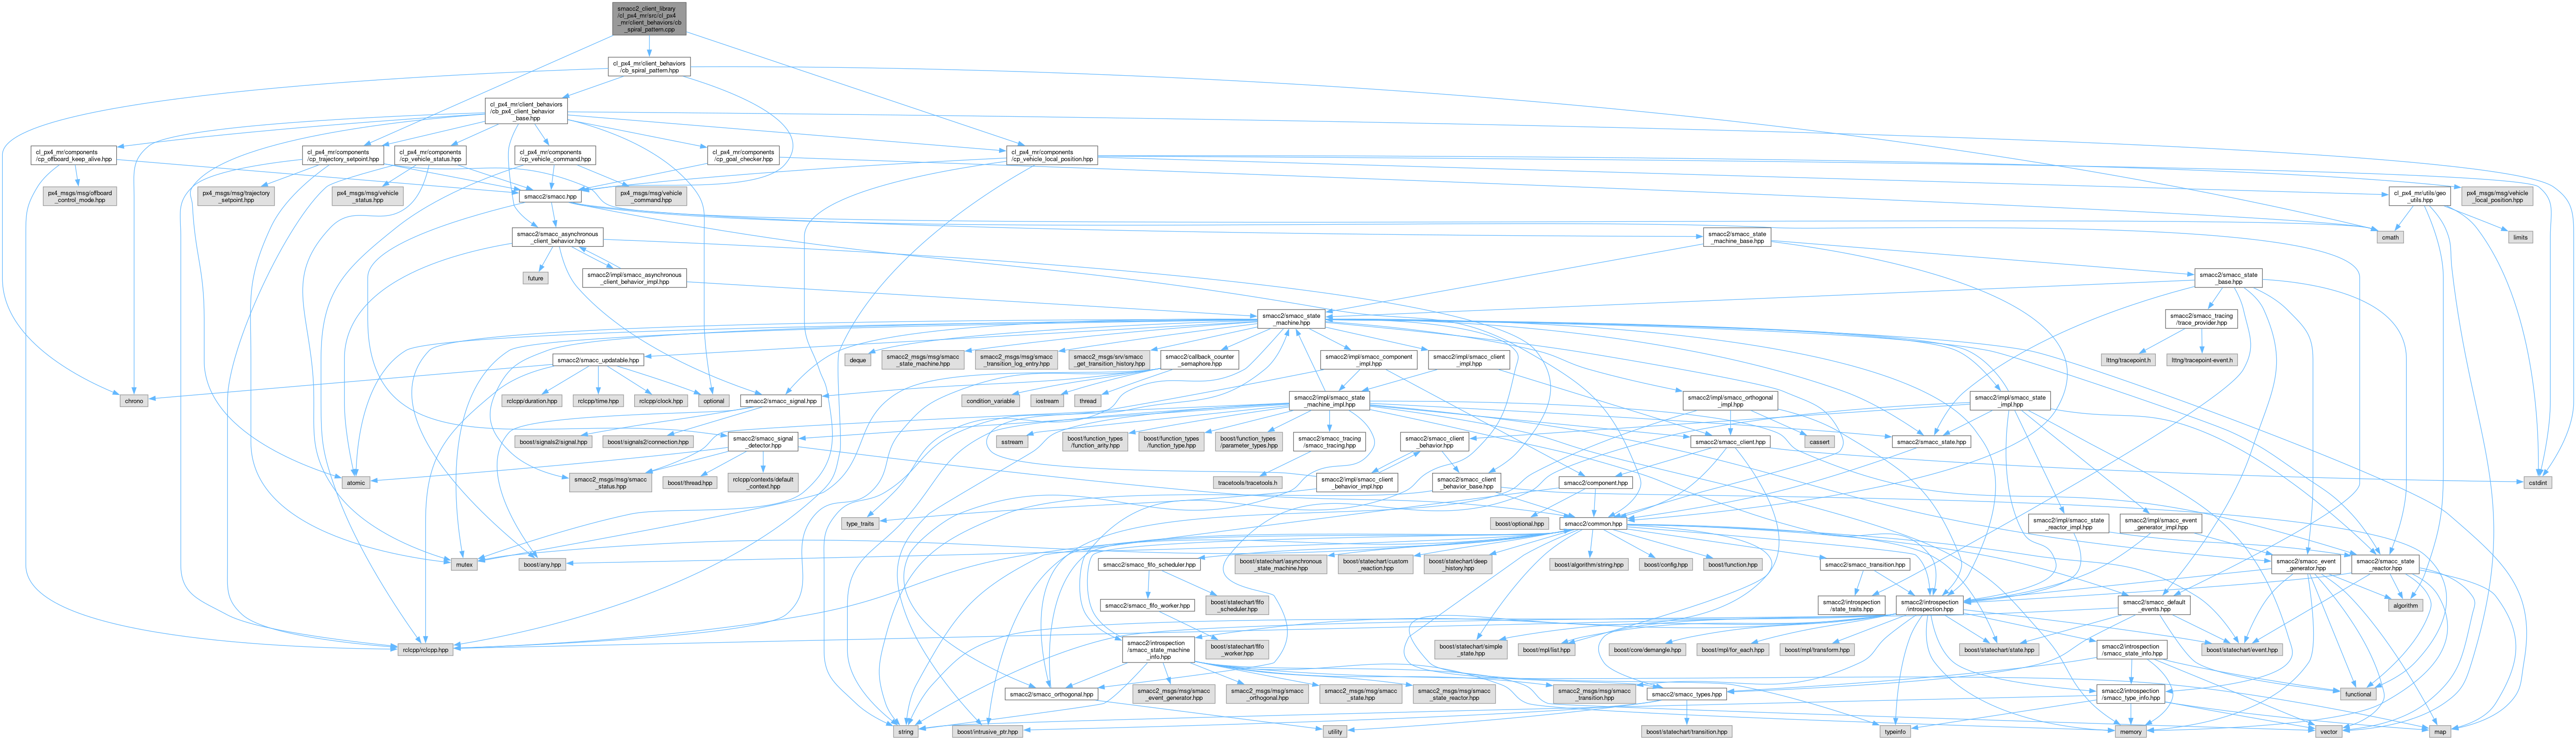 smacc2_client_library
/cl_px4_mr/src/cl_px4
_mr/client_behaviors/cb
_spiral_pattern.cpp
cl_px4_mr/client_behaviors
/cb_spiral_pattern.hpp
cl_px4_mr/client_behaviors
/cb_px4_client_behavior
_base.hpp
cl_px4_mr/components
/cp_offboard_keep_alive.hpp
cl_px4_mr/components
/cp_trajectory_setpoint.hpp
cl_px4_mr/components
/cp_vehicle_status.hpp
cl_px4_mr/components
/cp_vehicle_command.hpp
cl_px4_mr/components
/cp_goal_checker.hpp
cl_px4_mr/components
/cp_vehicle_local_position.hpp
px4_msgs/msg/offboard
_control_mode.hpp
px4_msgs/msg/trajectory
_setpoint.hpp
px4_msgs/msg/vehicle
_status.hpp
smacc2/smacc.hpp
px4_msgs/msg/vehicle
_command.hpp
cl_px4_mr/utils/geo
_utils.hpp
px4_msgs/msg/vehicle
_local_position.hpp
smacc2/smacc_asynchronous
_client_behavior.hpp
smacc2/smacc_state
_machine_base.hpp
cmath
limits
future
smacc2/impl/smacc_asynchronous
_client_behavior_impl.hpp
smacc2/smacc_state
_base.hpp
smacc2/smacc_state
_machine.hpp
smacc2/smacc_tracing
/trace_provider.hpp
smacc2/smacc_updatable.hpp
deque
smacc2_msgs/msg/smacc
_state_machine.hpp
smacc2_msgs/msg/smacc
_transition_log_entry.hpp
smacc2_msgs/srv/smacc
_get_transition_history.hpp
smacc2/callback_counter
_semaphore.hpp
smacc2/impl/smacc_component
_impl.hpp
smacc2/impl/smacc_client
_impl.hpp
lttng/tracepoint.h
lttng/tracepoint-event.h
chrono
rclcpp/duration.hpp
rclcpp/time.hpp
rclcpp/clock.hpp
optional
smacc2/smacc_signal.hpp
condition_variable
iostream
thread
smacc2/impl/smacc_state
_machine_impl.hpp
smacc2/impl/smacc_orthogonal
_impl.hpp
smacc2/impl/smacc_state
_impl.hpp
boost/signals2/signal.hpp
boost/signals2/connection.hpp
smacc2/smacc_signal
_detector.hpp
sstream
boost/function_types
/function_arity.hpp
boost/function_types
/function_type.hpp
boost/function_types
/parameter_types.hpp
smacc2/smacc_tracing
/smacc_tracing.hpp
smacc2/smacc_client
_behavior.hpp
smacc2/smacc_client.hpp
cassert
smacc2/smacc_state.hpp
atomic
smacc2_msgs/msg/smacc
_status.hpp
boost/thread.hpp
rclcpp/contexts/default
_context.hpp
tracetools/tracetools.h
smacc2/impl/smacc_client
_behavior_impl.hpp
smacc2/smacc_client
_behavior_base.hpp
smacc2/component.hpp
cstdint
type_traits
boost/optional.hpp
smacc2/common.hpp
smacc2/impl/smacc_state
_reactor_impl.hpp
smacc2/impl/smacc_event
_generator_impl.hpp
mutex
boost/any.hpp
smacc2/smacc_fifo_scheduler.hpp
boost/statechart/asynchronous
_state_machine.hpp
boost/statechart/custom
_reaction.hpp
boost/statechart/deep
_history.hpp
boost/algorithm/string.hpp
boost/config.hpp
boost/function.hpp
smacc2/smacc_transition.hpp
smacc2/smacc_event
_generator.hpp
smacc2/smacc_state
_reactor.hpp
smacc2/smacc_fifo_worker.hpp
boost/statechart/fifo
_scheduler.hpp
smacc2/introspection
/state_traits.hpp
smacc2/introspection
/introspection.hpp
smacc2/smacc_default
_events.hpp
algorithm
rclcpp/rclcpp.hpp
smacc2/introspection
/smacc_state_machine
_info.hpp
boost/statechart/fifo
_worker.hpp
boost/statechart/simple
_state.hpp
boost/mpl/list.hpp
boost/core/demangle.hpp
boost/mpl/for_each.hpp
boost/mpl/transform.hpp
boost/statechart/state.hpp
smacc2/introspection
/smacc_state_info.hpp
boost/statechart/event.hpp
smacc2/smacc_orthogonal.hpp
smacc2_msgs/msg/smacc
_event_generator.hpp
smacc2_msgs/msg/smacc
_orthogonal.hpp
smacc2_msgs/msg/smacc
_state.hpp
smacc2_msgs/msg/smacc
_state_reactor.hpp
smacc2_msgs/msg/smacc
_transition.hpp
smacc2/smacc_types.hpp
smacc2/introspection
/smacc_type_info.hpp
functional
string
boost/intrusive_ptr.hpp
utility
boost/statechart/transition.hpp
typeinfo
memory
vector
map